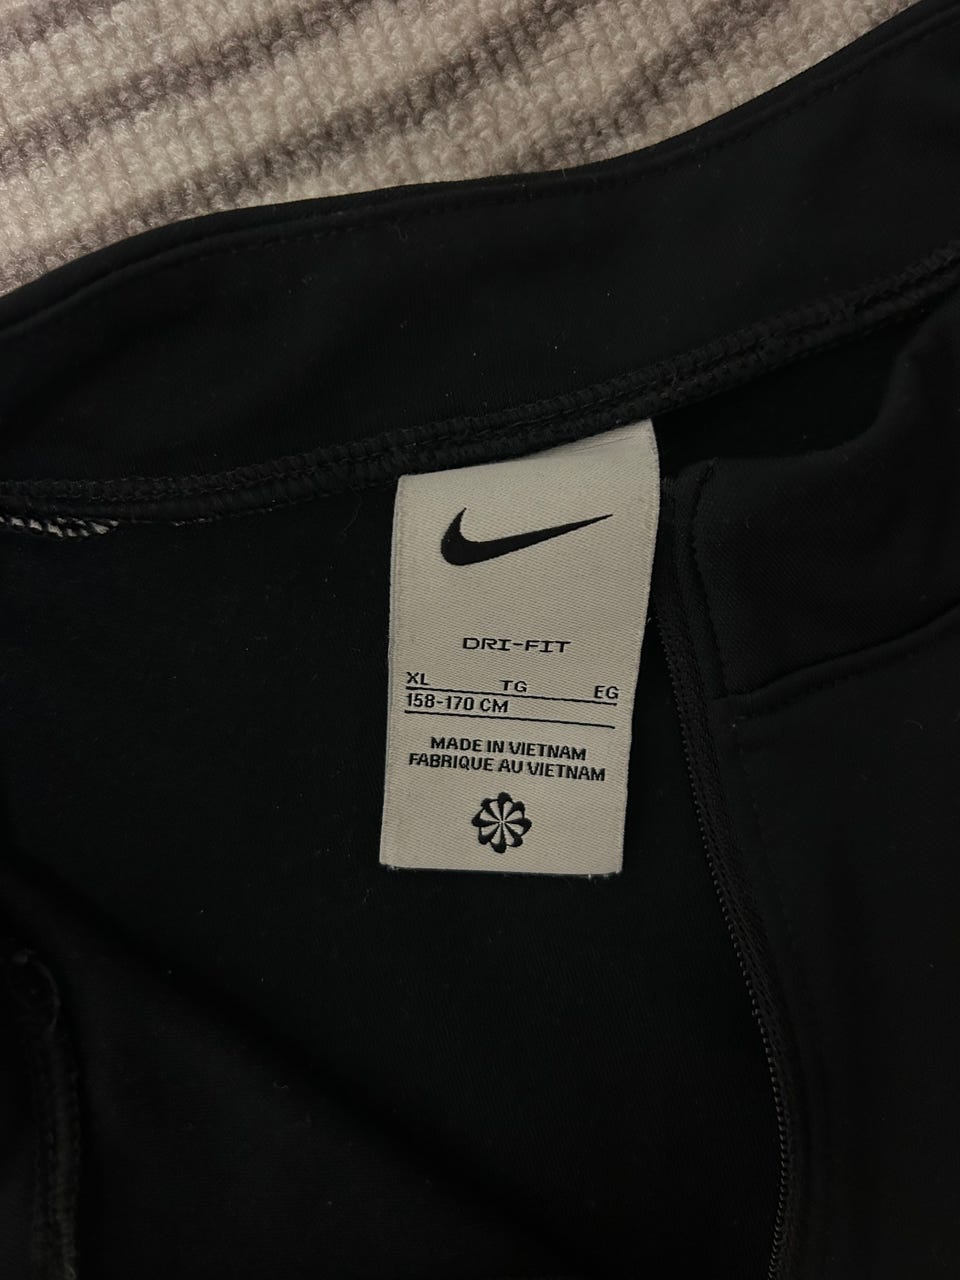 DRI-FIT
XL TG EG
158-170 CM
MADE IN VIETNAM
FABRIQUE AU VIETNAM